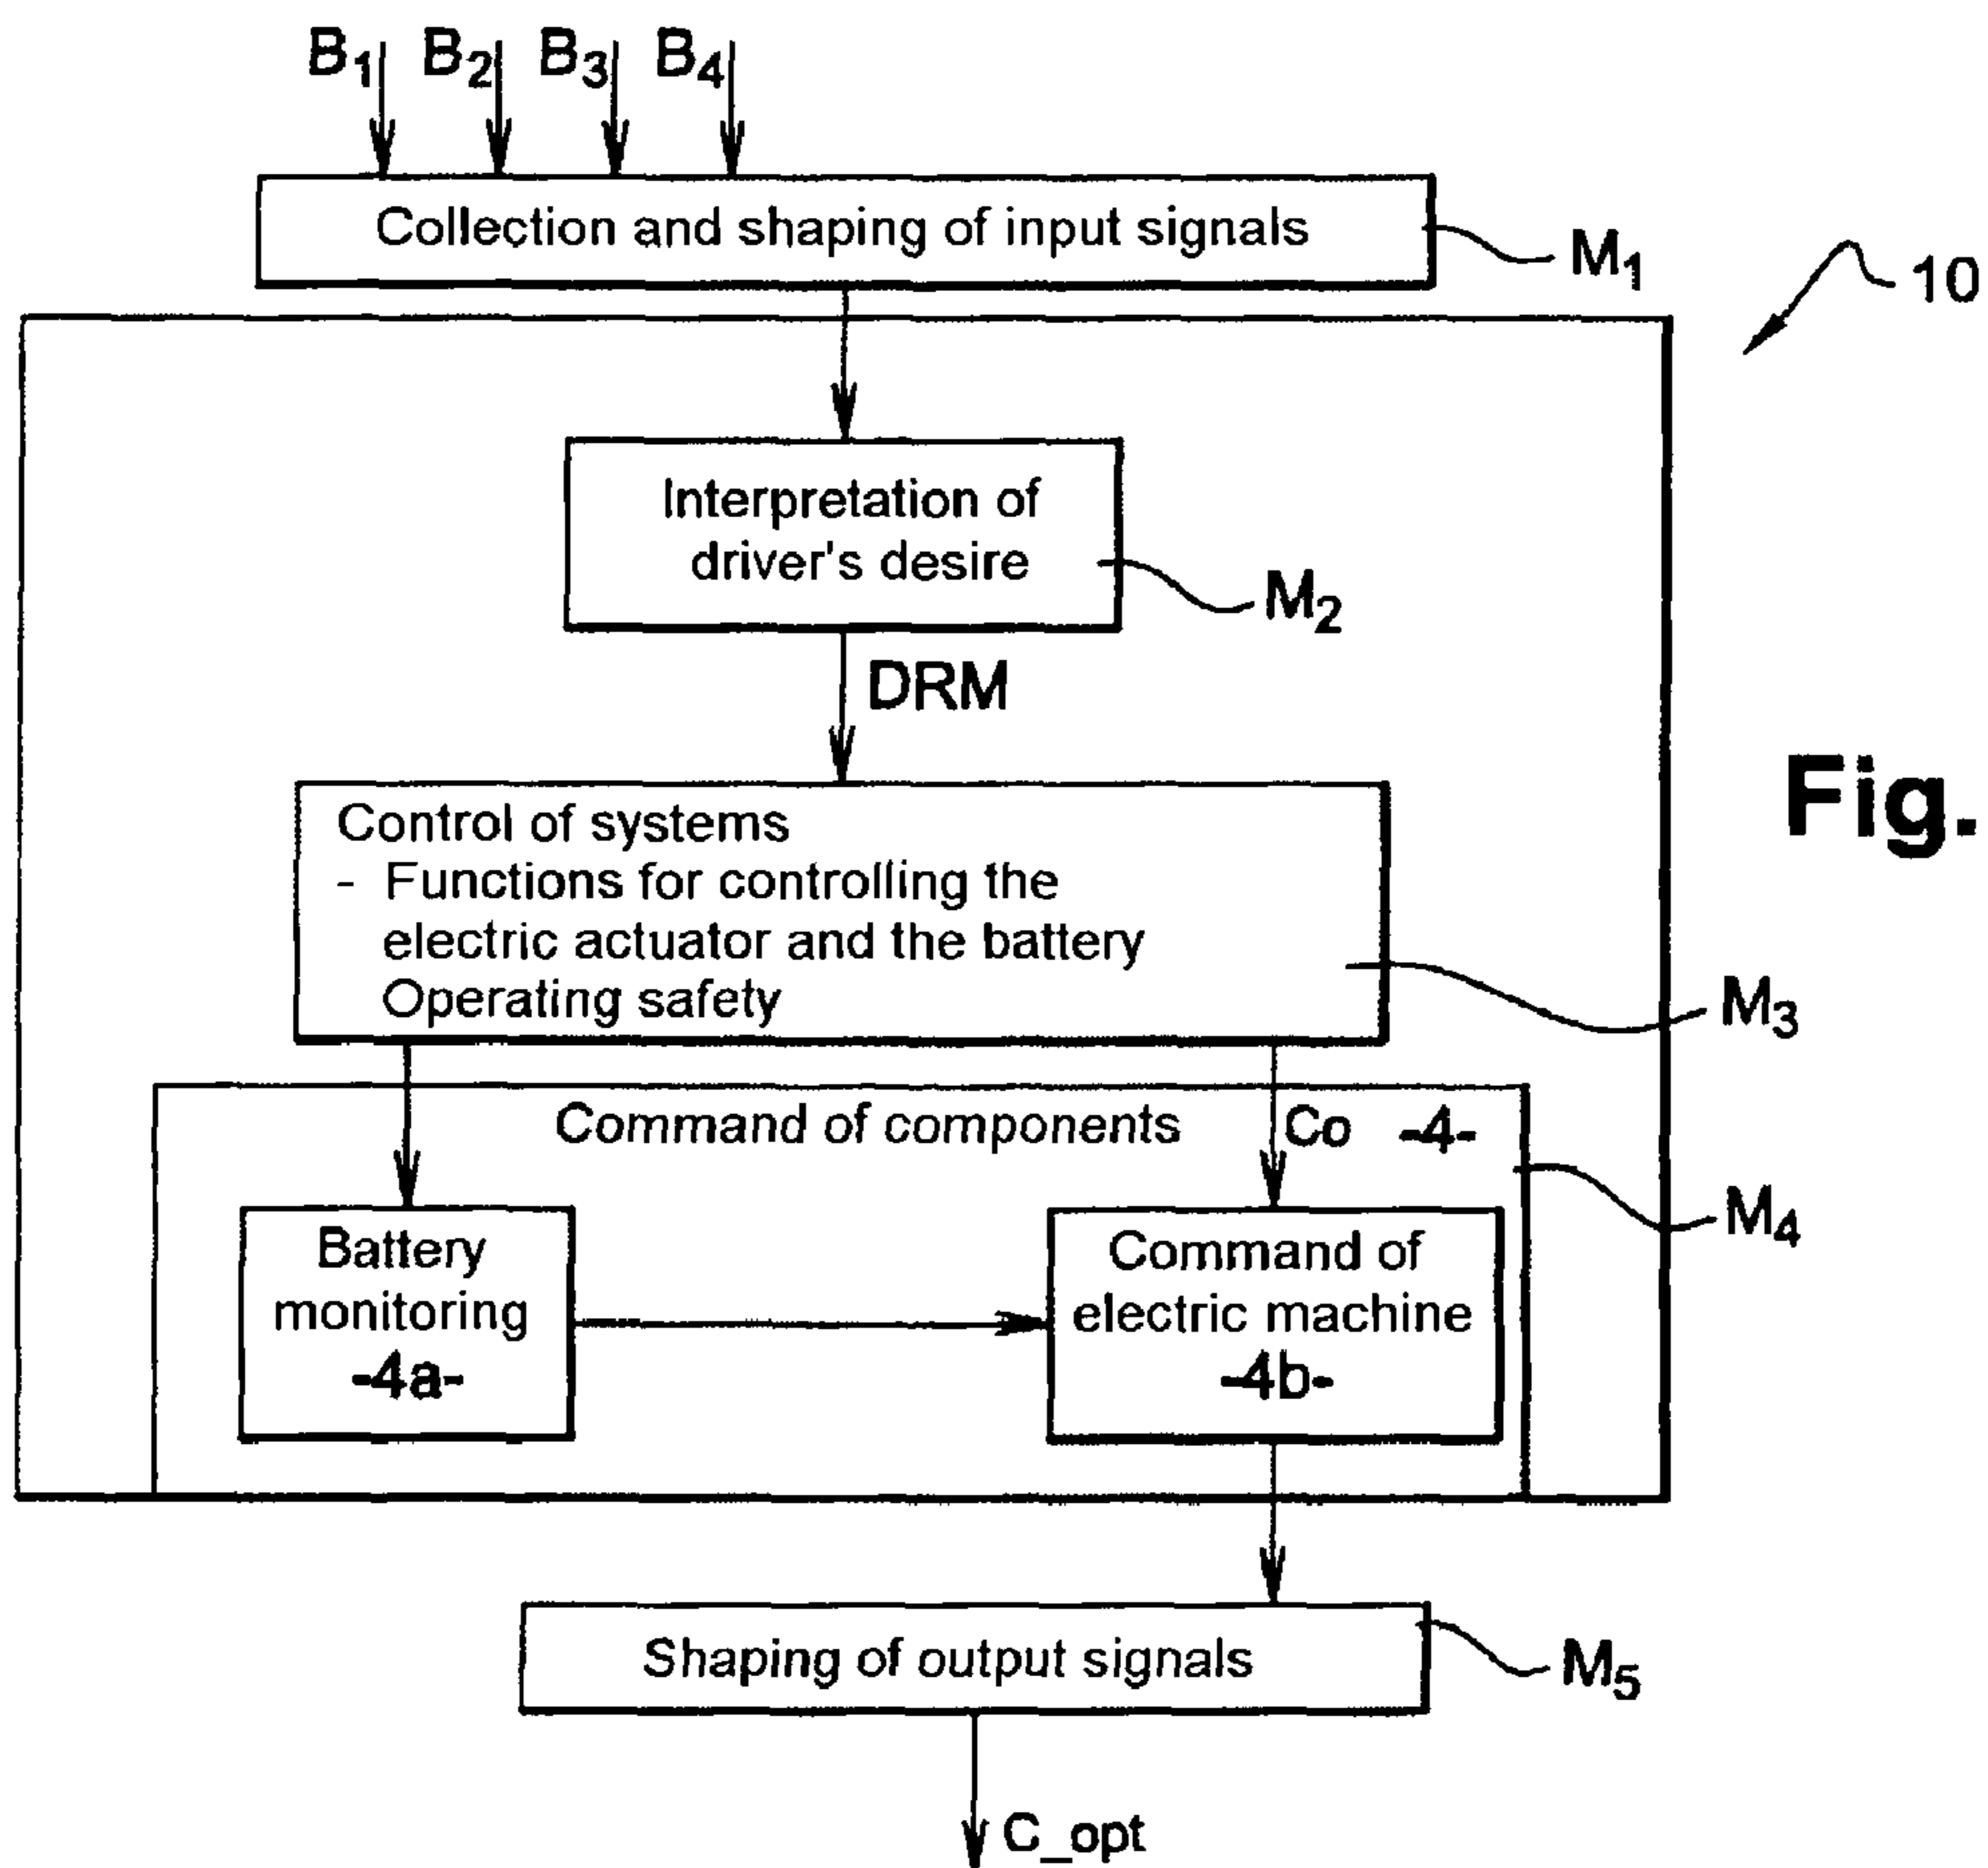 B1 B2 B3 B4
Collection and shaping of input signals
M1
10
Interpretation of
driver's desire
M2
DRM
Fig.
Control of systems
- Functions for controlling the
electric actuator and the battery
Operating safety
M3
Command of components
Co -4-
M4
Battery
monitoring
-4a-
Command of
electric machine
-4b-
Shaping of output signals
M5
C_opt